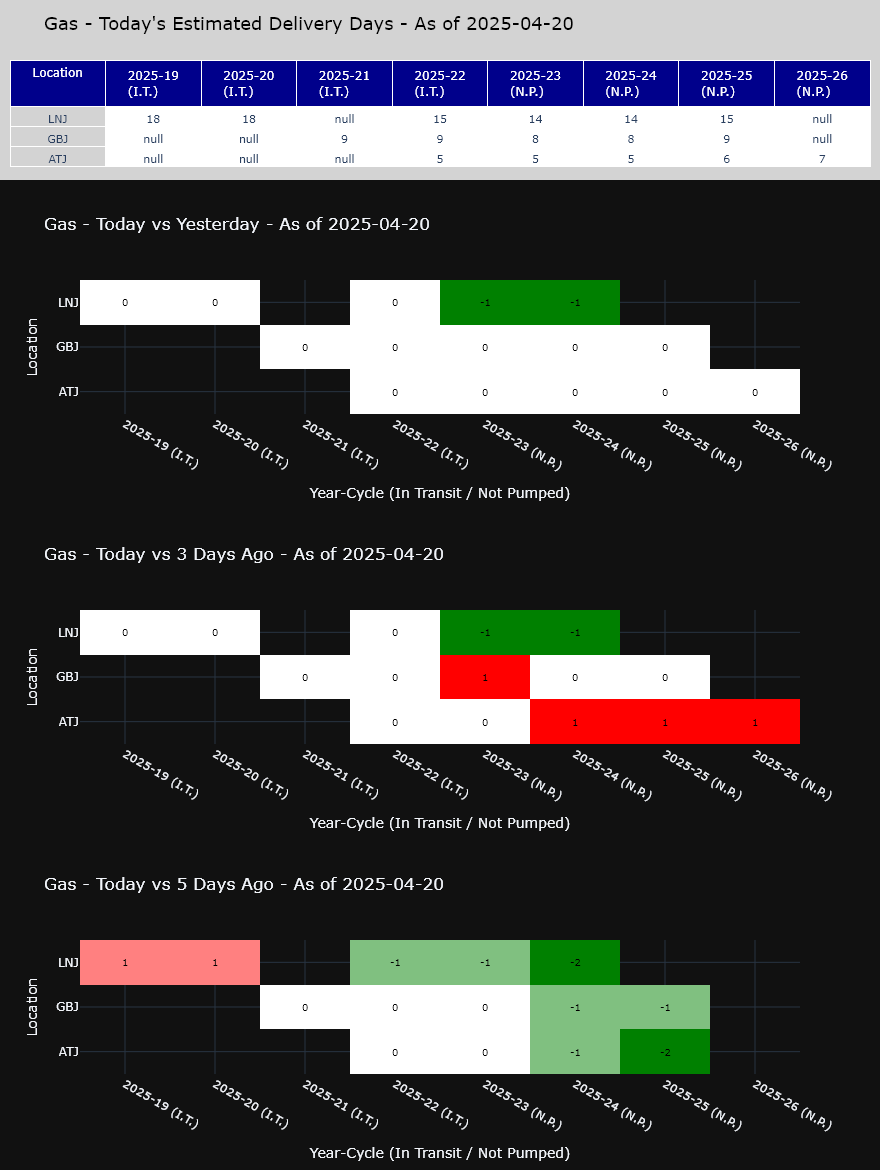 Gas - Today's Estimated Delivery Days - As of 2025-04-20
Location 2025-19 (I.T.) 2025-20 (I.T.) 2025-21 (I.T.) 2025-22 (I.T.) 2025-23 (N.P.) 2025-24 (N.P.) 2025-25 (N.P.) 2025-26 (N.P.)
LNJ 18 18 null 15 14 14 15 null
GBJ null null 9 9 8 8 9 null
ATJ null null null 5 5 5 6 7
Gas - Today vs Yesterday - As of 2025-04-20
Location
LNJ 0 0 0 -1 -1
GBJ 0 0 0 0 0
ATJ 0 0 0 0 0
2025-19 (I.T.) 2025-20 (I.T.) 2025-21 (I.T.) 2025-22 (I.T.) 2025-23 (N.P.) 2025-24 (N.P.) 2025-25 (N.P.) 2025-26 (N.P.)
Year-Cycle (In Transit / Not Pumped)
Gas - Today vs 3 Days Ago - As of 2025-04-20
Location
LNJ 0 0 0 -1 -1
GBJ 0 0 1 0 0
ATJ 0 0 1 1 1
2025-19 (I.T.) 2025-20 (I.T.) 2025-21 (I.T.) 2025-22 (I.T.) 2025-23 (N.P.) 2025-24 (N.P.) 2025-25 (N.P.) 2025-26 (N.P.)
Year-Cycle (In Transit / Not Pumped)
Gas - Today vs 5 Days Ago - As of 2025-04-20
Location
LNJ 1 1 -1 -1 -2
GBJ 0 0 0 -1 -1
ATJ 0 0 -1 -2
2025-19 (I.T.) 2025-20 (I.T.) 2025-21 (I.T.) 2025-22 (I.T.) 2025-23 (N.P.) 2025-24 (N.P.) 2025-25 (N.P.) 2025-26 (N.P.)
Year-Cycle (In Transit / Not Pumped)